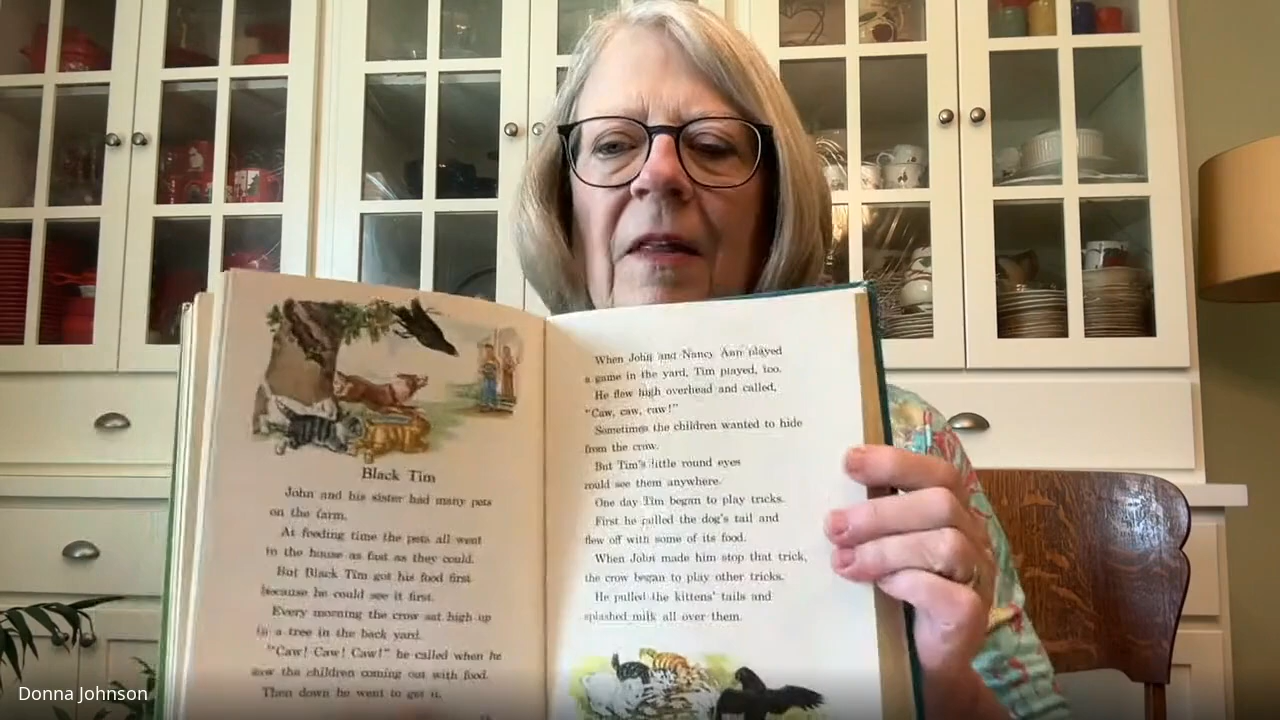 Black Tim
John and his sister had many pets
on the farm.
At feeding time the pets all went
to the house as fast as they could.
But Black Tim got his food first
because he could see it first.
Every morning the crow sat high up
in a tree in the back yard.
"Caw! Caw! Caw!" he called when he
saw the children coming out with food.
Then down he went to get it.
When John and Nancy Ann played
a game in the yard, Tim played, too.
He flew high overhead and called,
"Caw, caw, caw!"
Sometimes the children wanted to hide
from the crow.
But Tim's little round eyes
could see them anywhere.
One day Tim began to play tricks.
First he pulled the dog's tail and
flew off with some of its food.
When John made him stop that trick,
the crow began to play other tricks.
He pulled the kittens' tails and
splashed milk all over them.
Donna Johnson